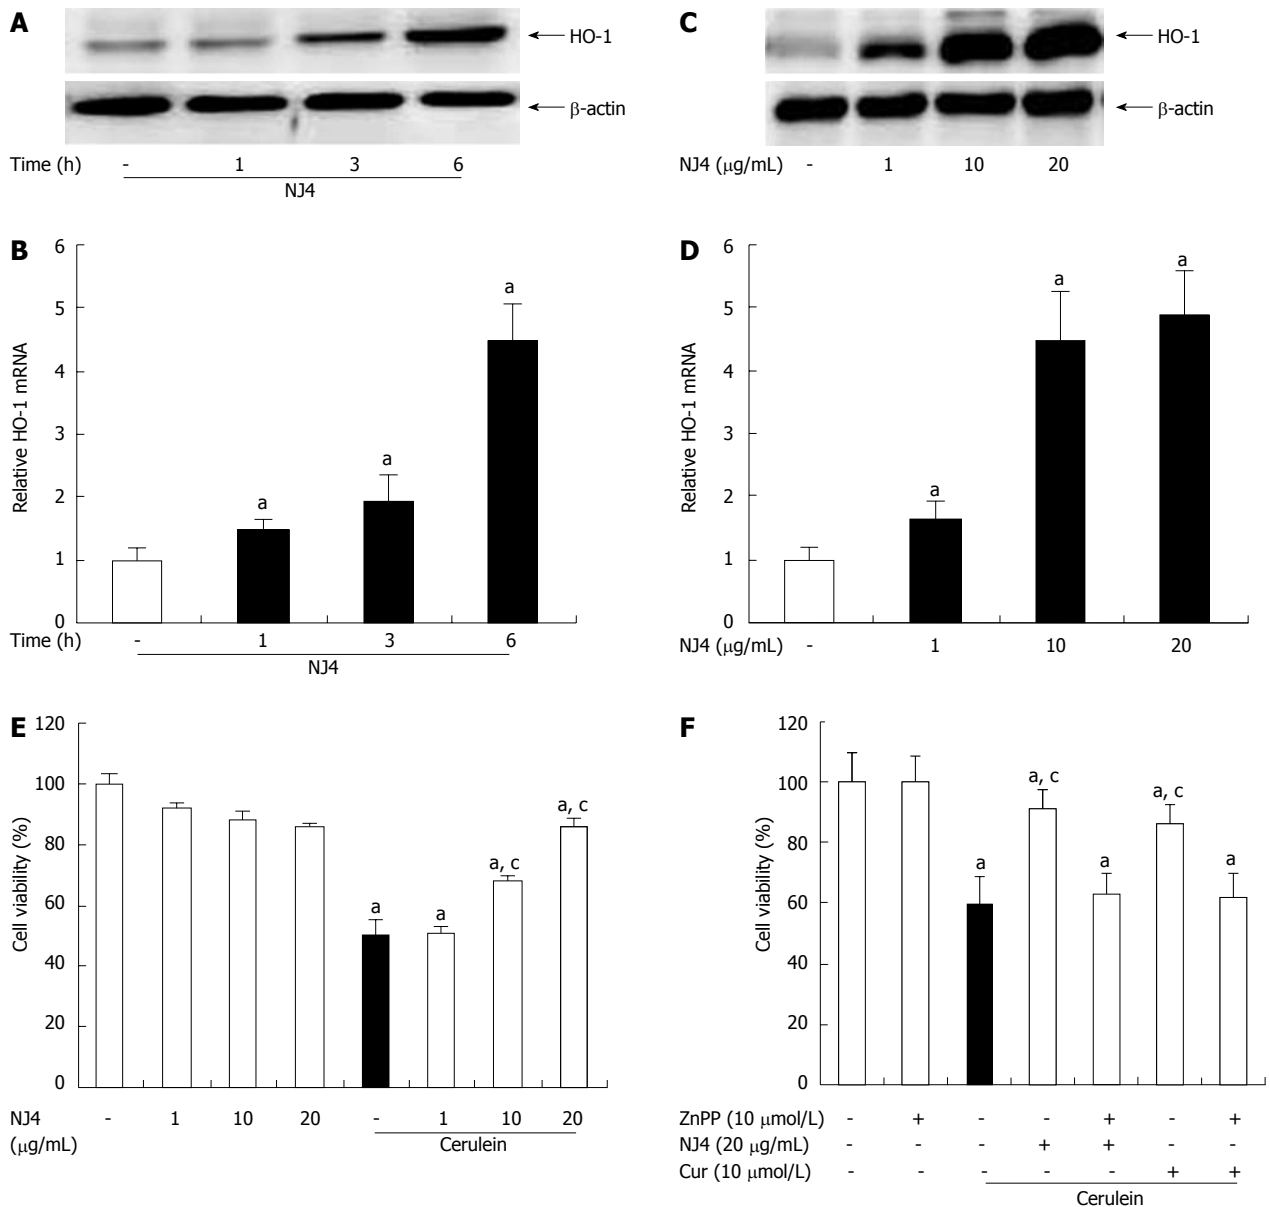 A
HO-1
β-actin
Time (h) - 1 3 6
NJ4
C
HO-1
β-actin
NJ4 (μg/mL) - 1 10 20
B
Relative HO-1 mRNA
6
5
4
3
2
1
0
a
a
a
Time (h) - 1 3 6
NJ4
D
Relative HO-1 mRNA
6
5
4
3
2
1
0
a
a
a
NJ4 (μg/mL) - 1 10 20
E
Cell viability (%)
120
100
80
60
40
20
0
a
a
a, c
a, c
NJ4 - 1 10 20 - 1 10 20
(μg/mL) Cerulein
F
Cell viability (%)
120
100
80
60
40
20
0
a
a, c
a
a, c
a
ZnPP (10 μmol/L) - + - - + - +
NJ4 (20 μg/mL) - - - + + - -
Cur (10 μmol/L) - - - - - + +
Cerulein